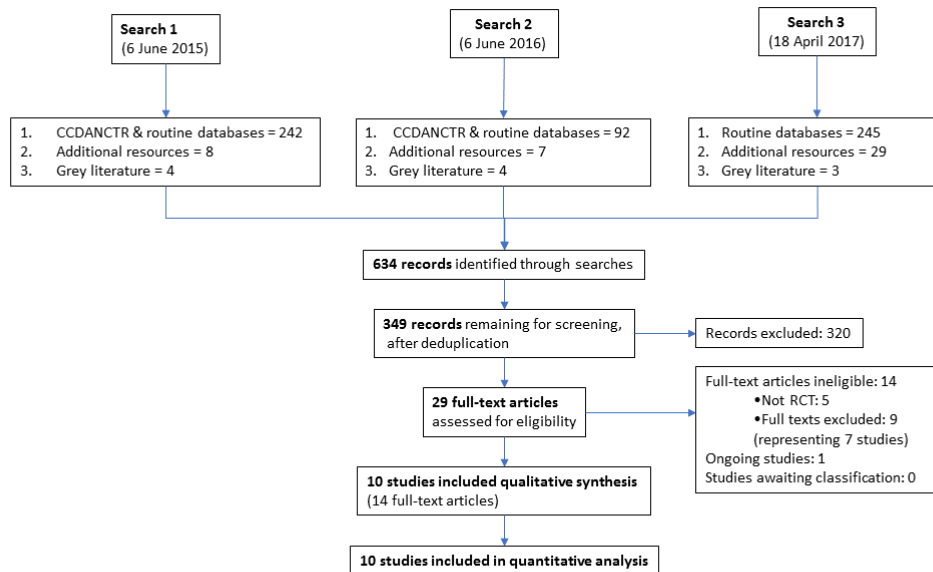 Search 1
(6 June 2015)
Search 2
(6 June 2016)
Search 3
(18 April 2017)
1. CCDANCTR & routine databases = 242
2. Additional resources = 8
3. Grey literature = 4
1. CCDANCTR & routine databases = 92
2. Additional resources = 7
3. Grey literature = 4
1. Routine databases = 245
2. Additional resources = 29
3. Grey literature = 3
634 records identified through searches
349 records remaining for screening,
after deduplication
Records excluded: 320
29 full-text articles
assessed for eligibility
Full-text articles ineligible: 14
•Not RCT: 5
•Full texts excluded: 9
(representing 7 studies)
Ongoing studies: 1
Studies awaiting classification: 0
10 studies included qualitative synthesis
(14 full-text articles)
10 studies included in quantitative analysis